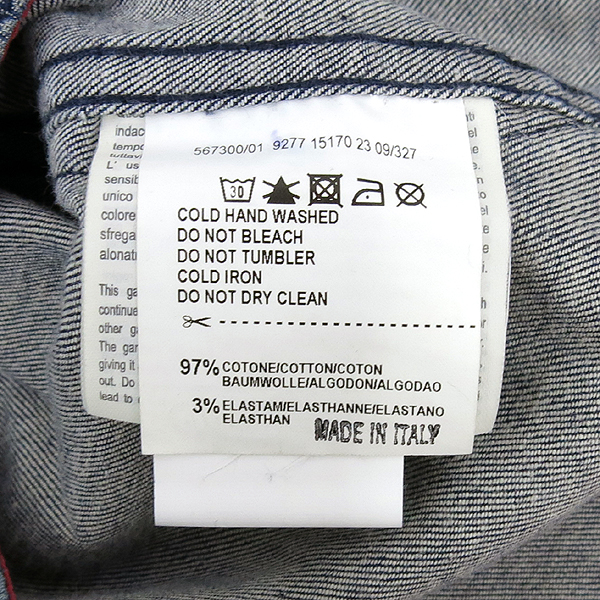 567300/01 9277 15170 23 09/327
30
COLD HAND WASHED
DO NOT BLEACH
DO NOT TUMBLER
COLD IRON
DO NOT DRY CLEAN
97% COTONE/COTTON/COTON
BAUMWOLLE/ALGODON/ALGODAO
3% ELASTAM/ELASTHANNE/ELASTANO
ELASTHAN
MADE IN ITALY
indac
L' us
sensib
unico
colore
sfrega
alonat
This ga
continue
other ga
The gar
giving it
out. Do
lead to